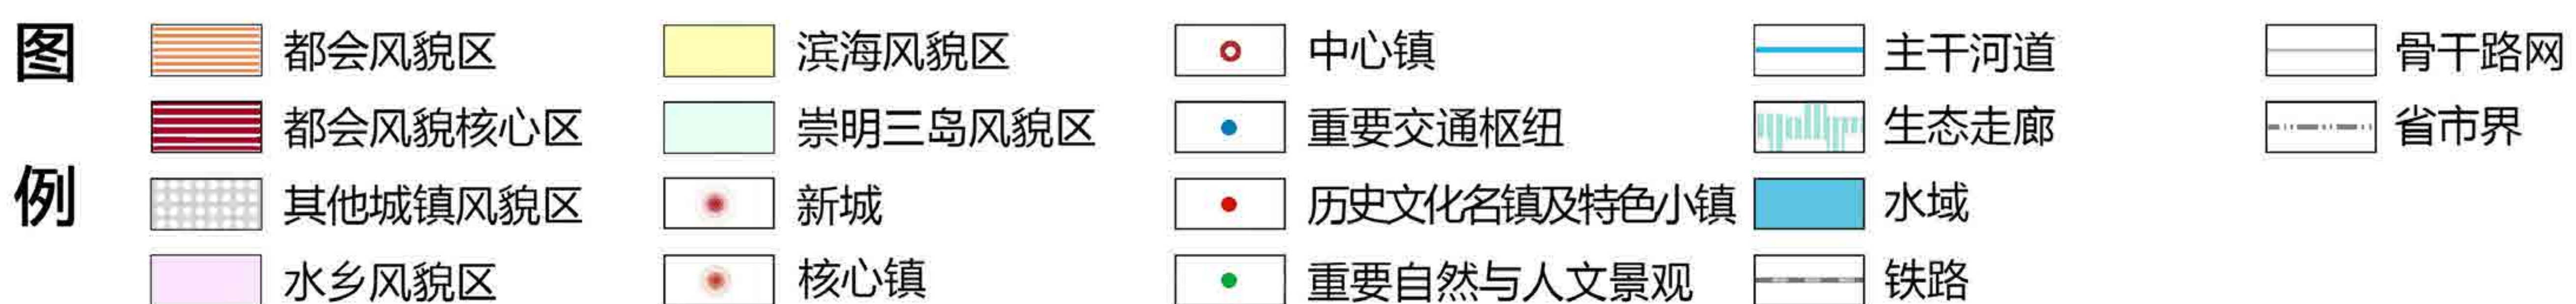 图例
都会风貌区
都会风貌核心区
其他城镇风貌区
水乡风貌区
滨海风貌区
崇明三岛风貌区
新城
核心镇
中心镇
重要交通枢纽
历史文化名镇及特色小镇
重要自然与人文景观
主干河道
生态走廊
水域
铁路
骨干路网
省市界